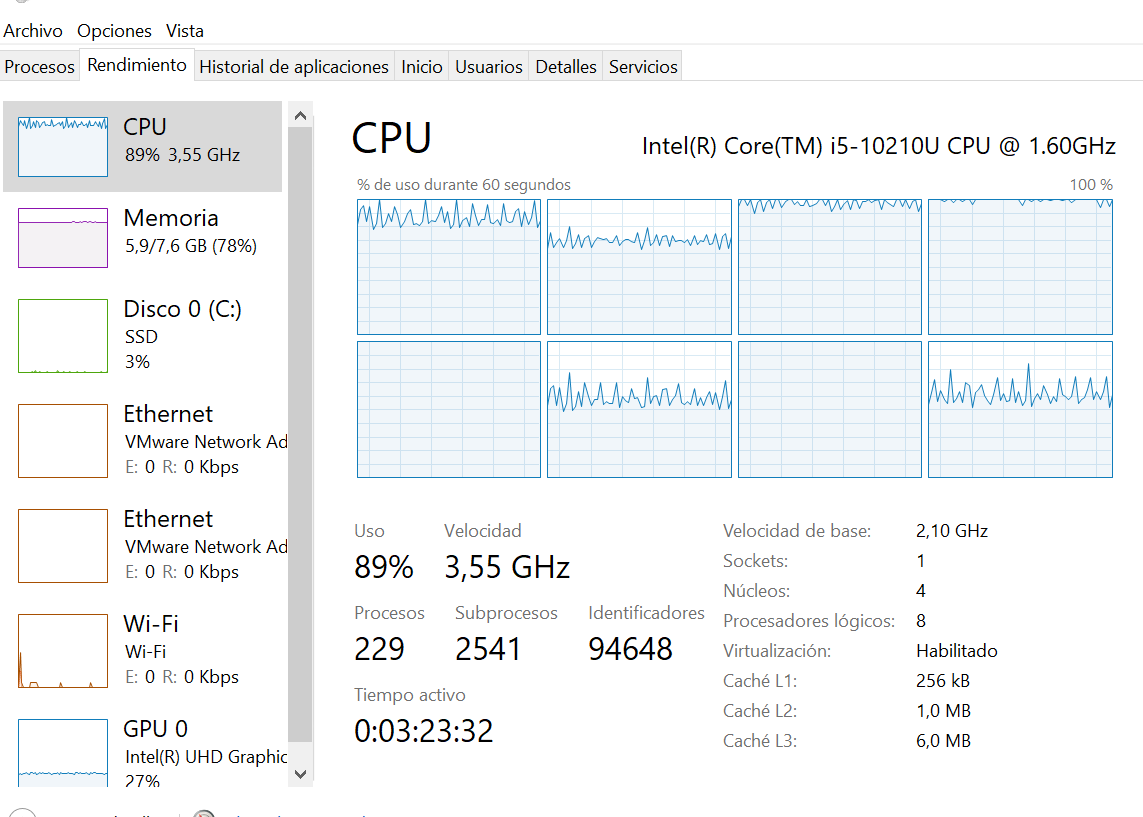 Archivo Opciones Vista
Procesos Rendimiento Historial de aplicaciones Inicio Usuarios Detalles Servicios
CPU
89% 3,55 GHz
Memoria
5,9/7,6 GB (78%)
Disco 0 (C:)
SSD
3%
Ethernet
VMware Network Ad
E: 0 R: 0 Kbps
Ethernet
VMware Network Ad
E: 0 R: 0 Kbps
Wi-Fi
Wi-Fi
E: 0 R: 0 Kbps
GPU 0
Intel(R) UHD Graphic
27%
CPU
Intel(R) Core(TM) i5-10210U CPU @ 1.60GHz
% de uso durante 60 segundos 100 %
Uso Velocidad
89% 3,55 GHz
Procesos Subprocesos Identificadores
229 2541 94648
Tiempo activo
0:03:23:32
Velocidad de base: 2,10 GHz
Sockets: 1
Núcleos: 4
Procesadores lógicos: 8
Virtualización: Habilitado
Caché L1: 256 kB
Caché L2: 1,0 MB
Caché L3: 6,0 MB